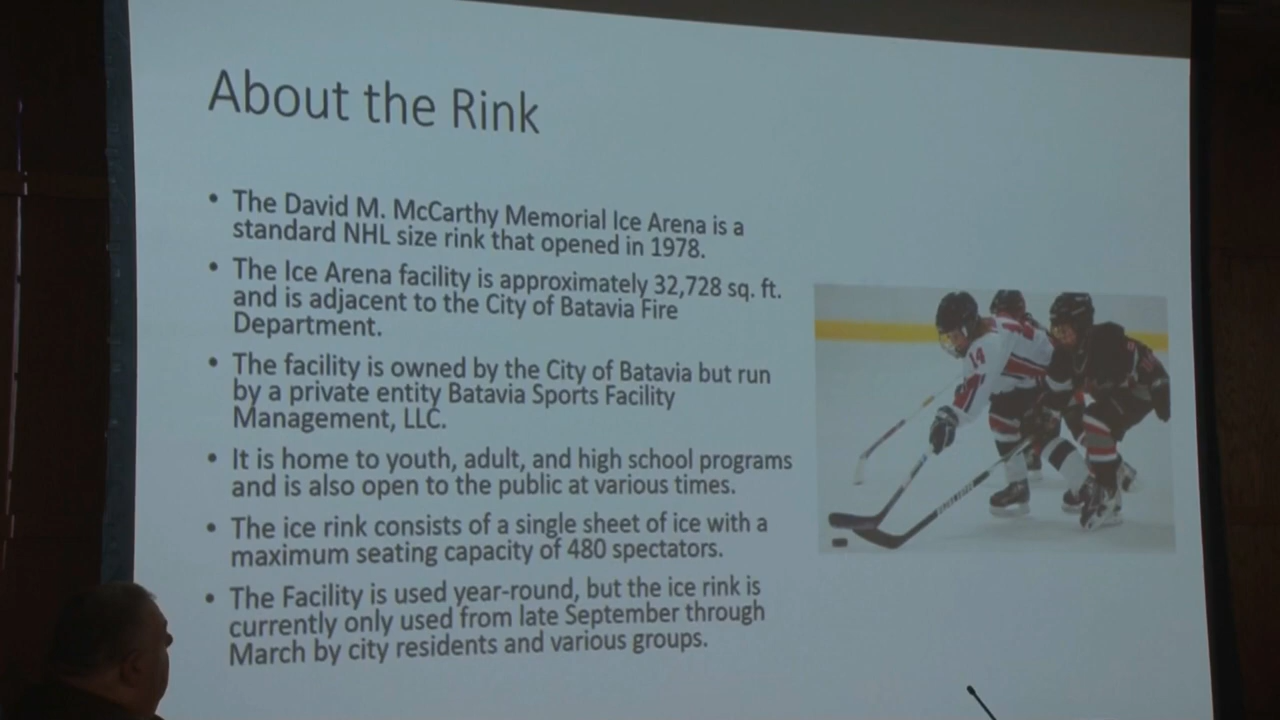 About the Rink
• The David M. McCarthy Memorial Ice Arena is a
standard NHL size rink that opened in 1978.
• The Ice Arena facility is approximately 32,728 sq. ft.
and is adjacent to the City of Batavia Fire
Department.
• The facility is owned by the City of Batavia but run
by a private entity Batavia Sports Facility
Management, LLC.
• It is home to youth, adult, and high school programs
and is also open to the public at various times.
• The ice rink consists of a single sheet of ice with a
maximum seating capacity of 480 spectators.
• The Facility is used year-round, but the ice rink is
currently only used from late September through
March by city residents and various groups.
14